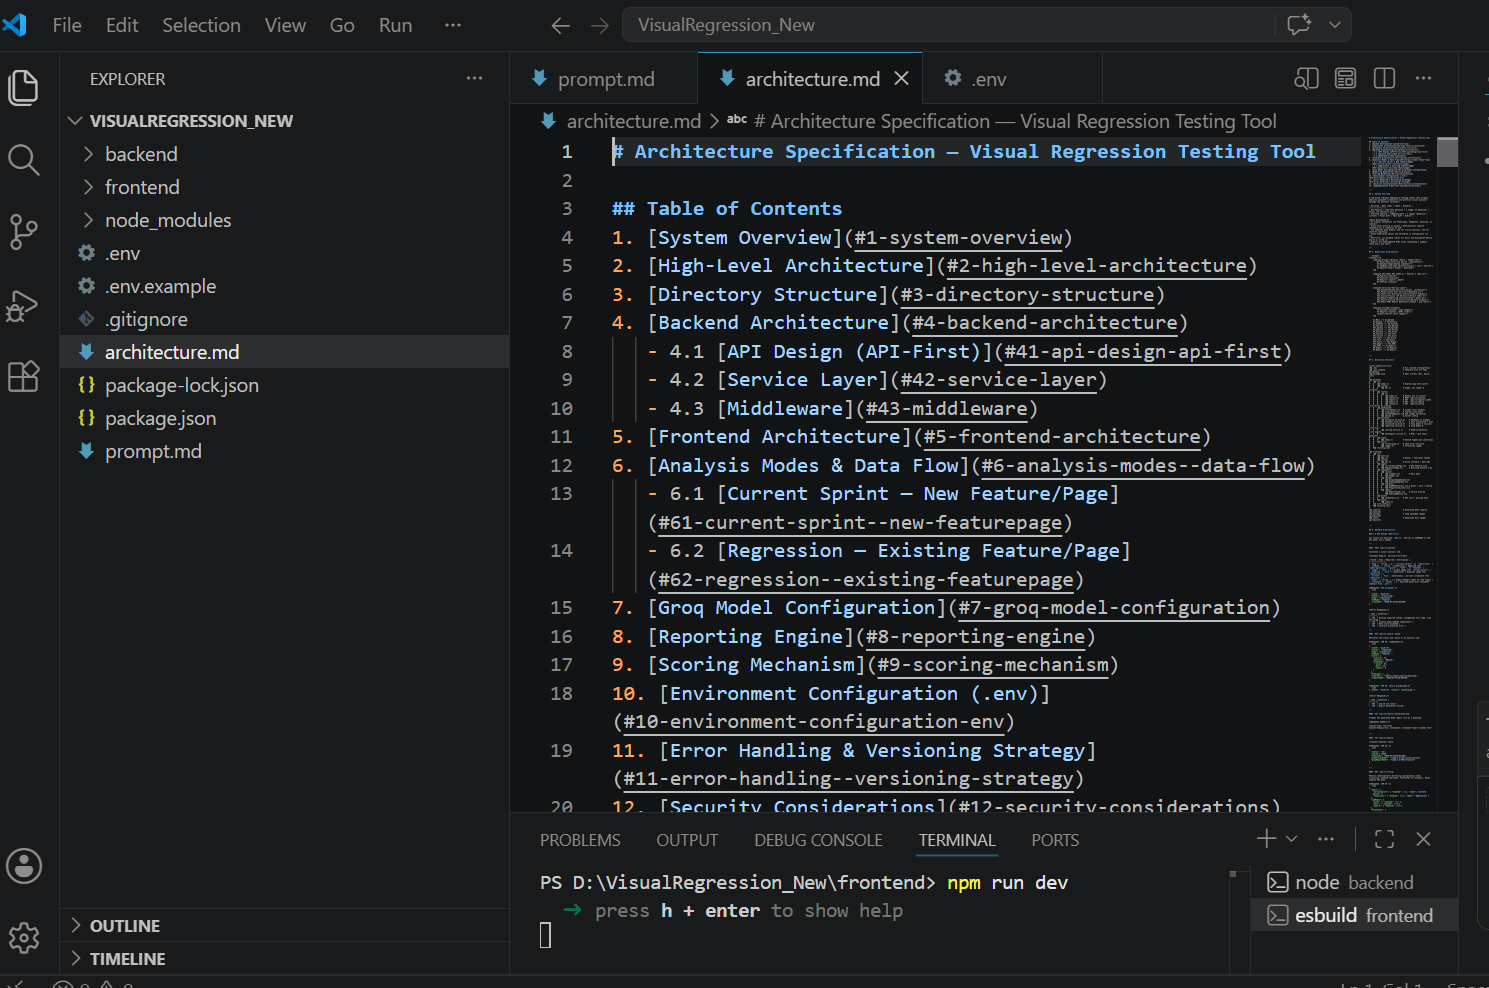 File Edit Selection View Go Run ···
VisualRegression_New
EXPLORER
VISUALREGRESSION_NEW
backend
frontend
node_modules
.env
.env.example
.gitignore
architecture.md
package-lock.json
package.json
prompt.md
OUTLINE
TIMELINE
prompt.md architecture.md .env
architecture.md > abc # Architecture Specification — Visual Regression Testing Tool
1 # Architecture Specification — Visual Regression Testing Tool
2
3 ## Table of Contents
4 1. [System Overview](#1-system-overview)
5 2. [High-Level Architecture](#2-high-level-architecture)
6 3. [Directory Structure](#3-directory-structure)
7 4. [Backend Architecture](#4-backend-architecture)
8 - 4.1 [API Design (API-First)](#41-api-design-api-first)
9 - 4.2 [Service Layer](#42-service-layer)
10 - 4.3 [Middleware](#43-middleware)
11 5. [Frontend Architecture](#5-frontend-architecture)
12 6. [Analysis Modes & Data Flow](#6-analysis-modes--data-flow)
13 - 6.1 [Current Sprint — New Feature/Page]
(#61-current-sprint--new-featurepage)
14 - 6.2 [Regression — Existing Feature/Page]
(#62-regression--existing-featurepage)
15 7. [Groq Model Configuration](#7-groq-model-configuration)
16 8. [Reporting Engine](#8-reporting-engine)
17 9. [Scoring Mechanism](#9-scoring-mechanism)
18 10. [Environment Configuration (.env)]
(#10-environment-configuration-env)
19 11. [Error Handling & Versioning Strategy]
(#11-error-handling--versioning-strategy)
20 12. [Security Considerations](#12-security-considerations)
PROBLEMS OUTPUT DEBUG CONSOLE TERMINAL PORTS
PS D:\VisualRegression_New\frontend> npm run dev
➜ press h + enter to show help
node backend
esbuild frontend